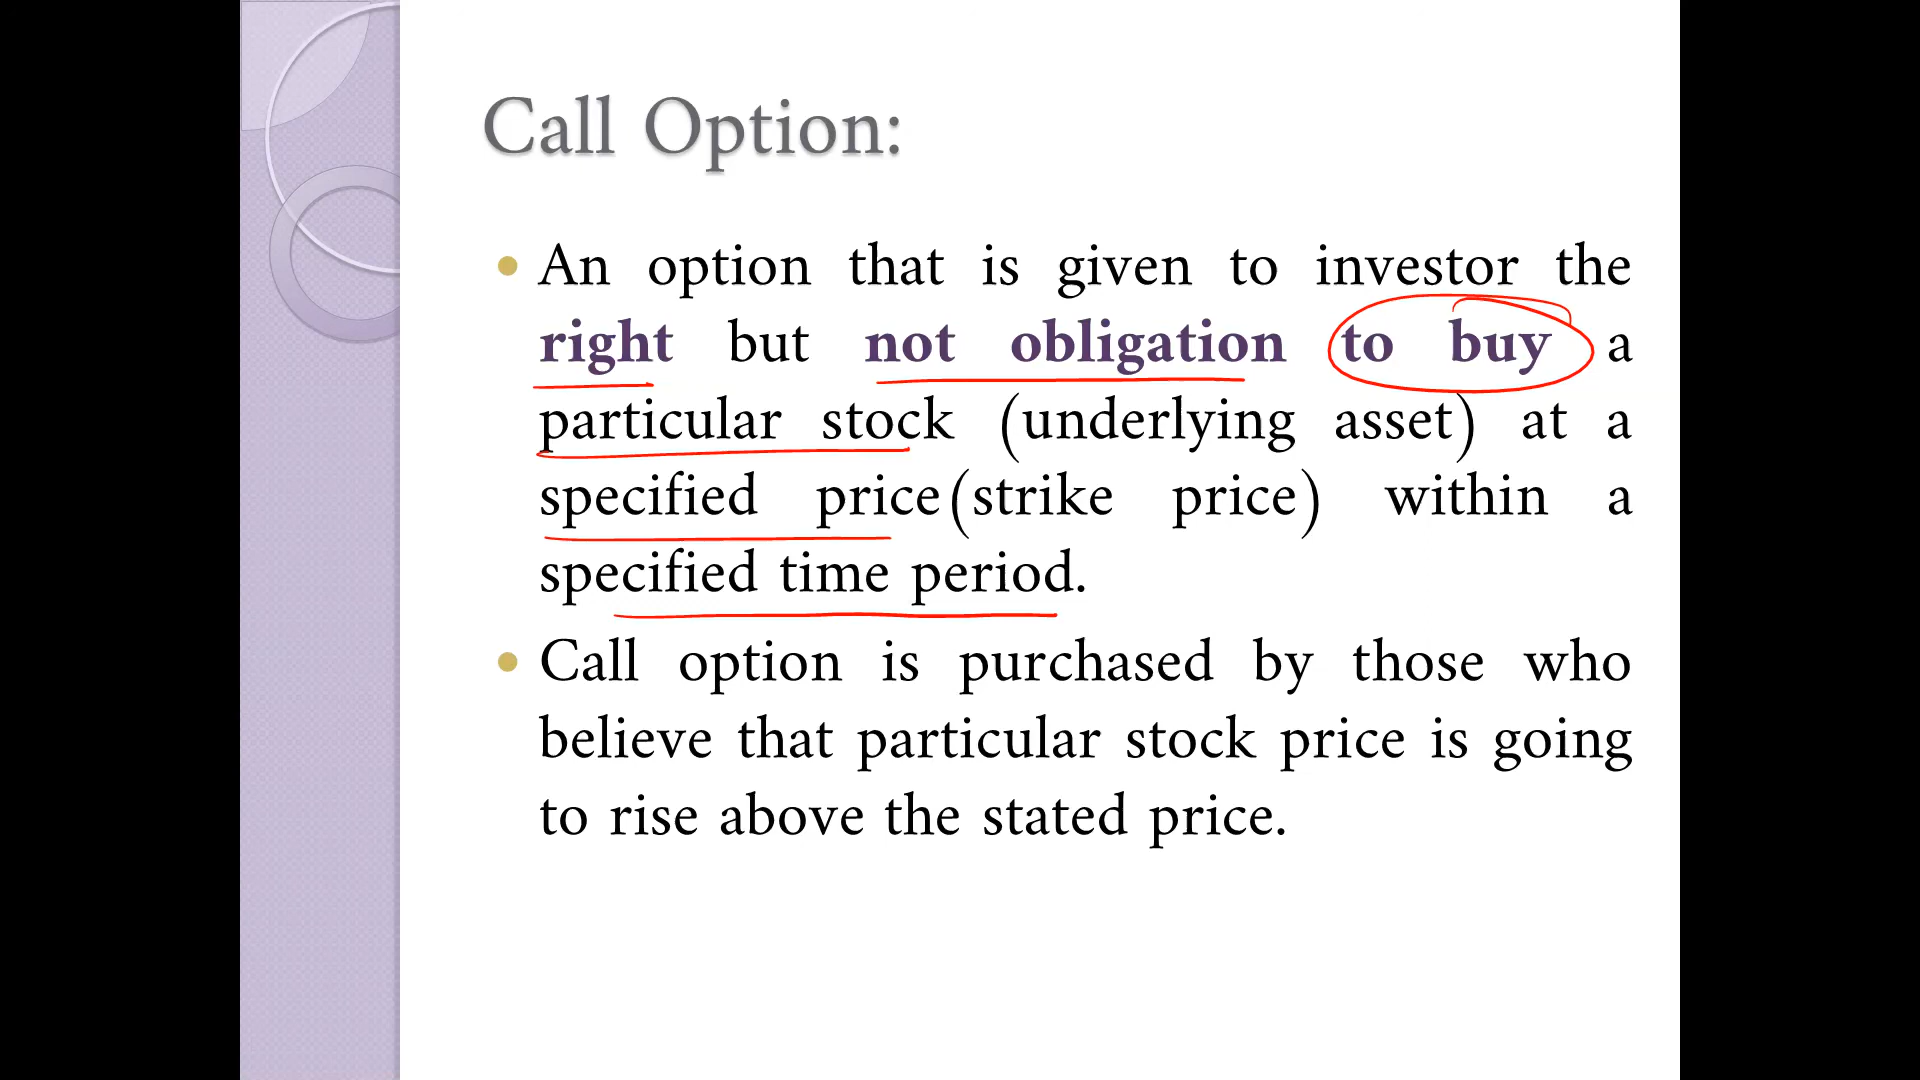 Call Option:
An option that is given to investor the
right but not obligation to buy a
particular stock (underlying asset) at a
specified price(strike price) within a
specified time period.
Call option is purchased by those who
believe that particular stock price is going
to rise above the stated price.